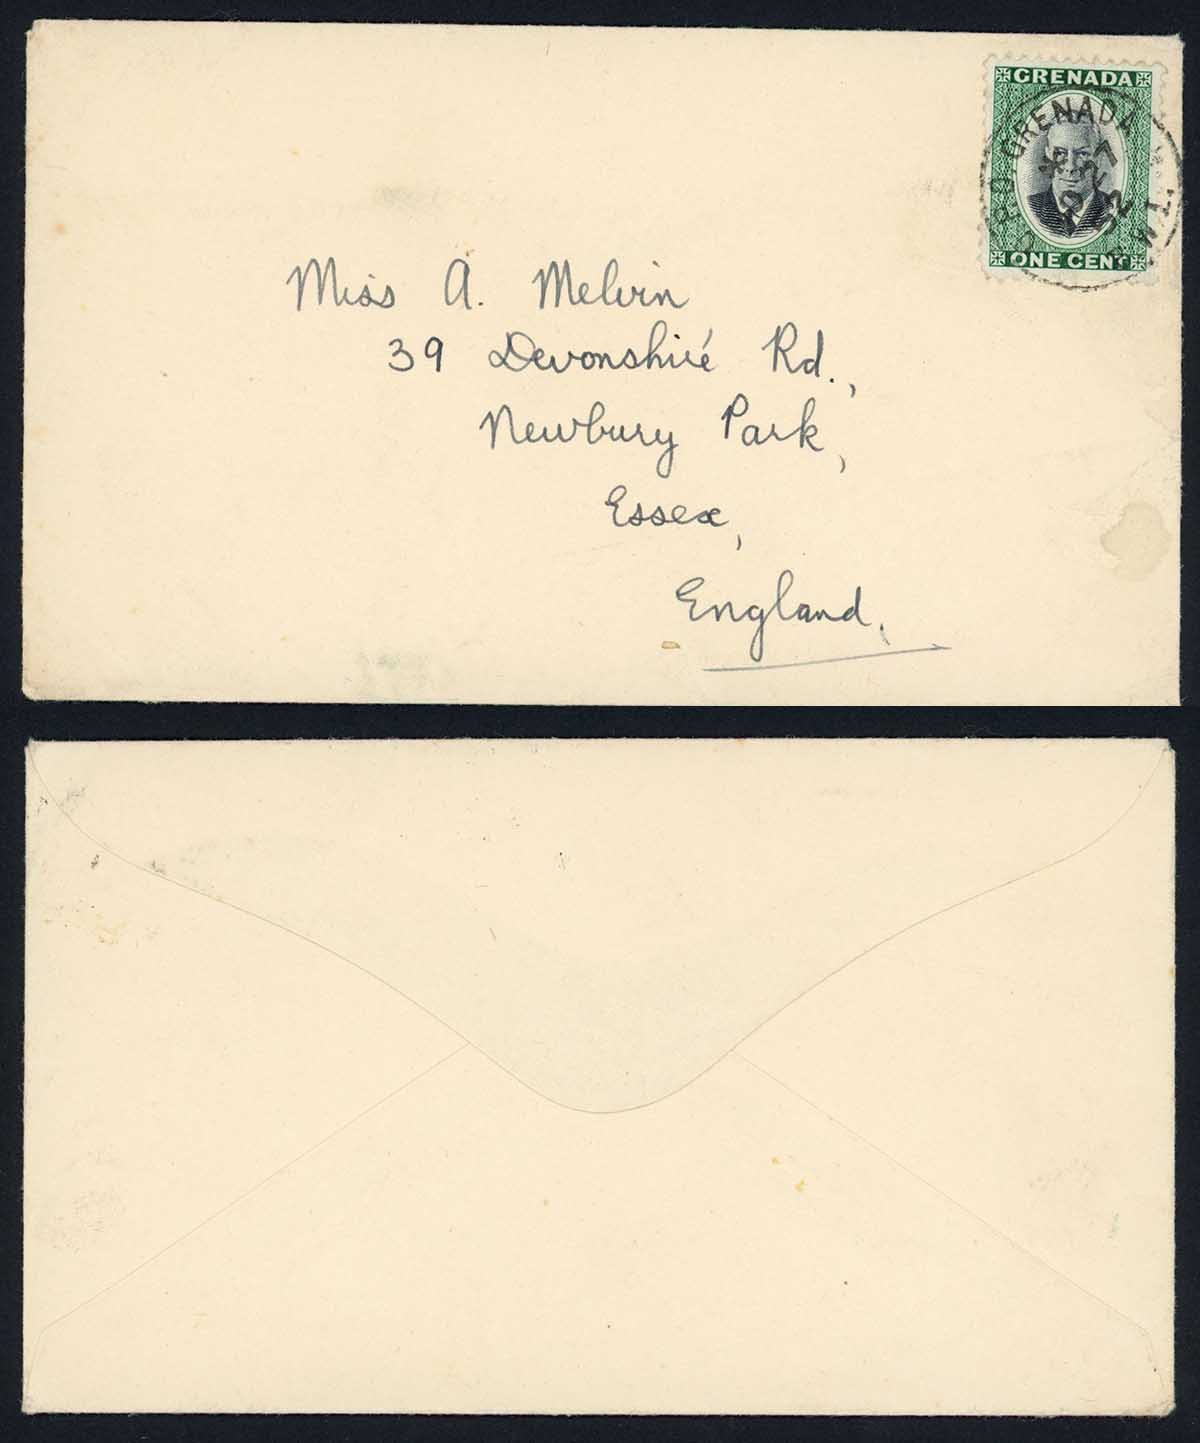 GRENADA
ONE CENT
G.P.O. GRENADA B.W.I.
Miss A. Melvin
39 Devonshire Rd.,
Newbury Park,
Essex,
England.